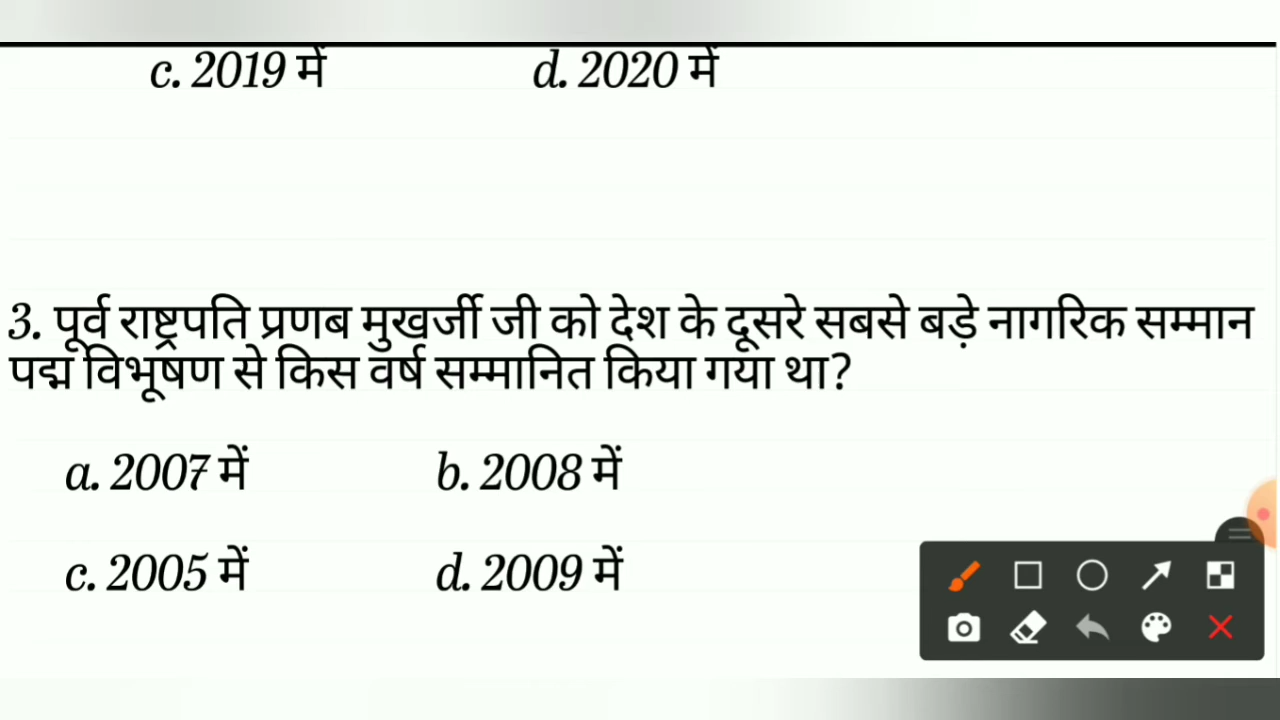 c. 2019 में d. 2020 में
3. पूर्व राष्ट्रपति प्रणब मुखर्जी जी को देश के दूसरे सबसे बड़े नागरिक सम्मान
पद्म विभूषण से किस वर्ष सम्मानित किया गया था?
a. 2007 में b. 2008 में
c. 2005 में d. 2009 में